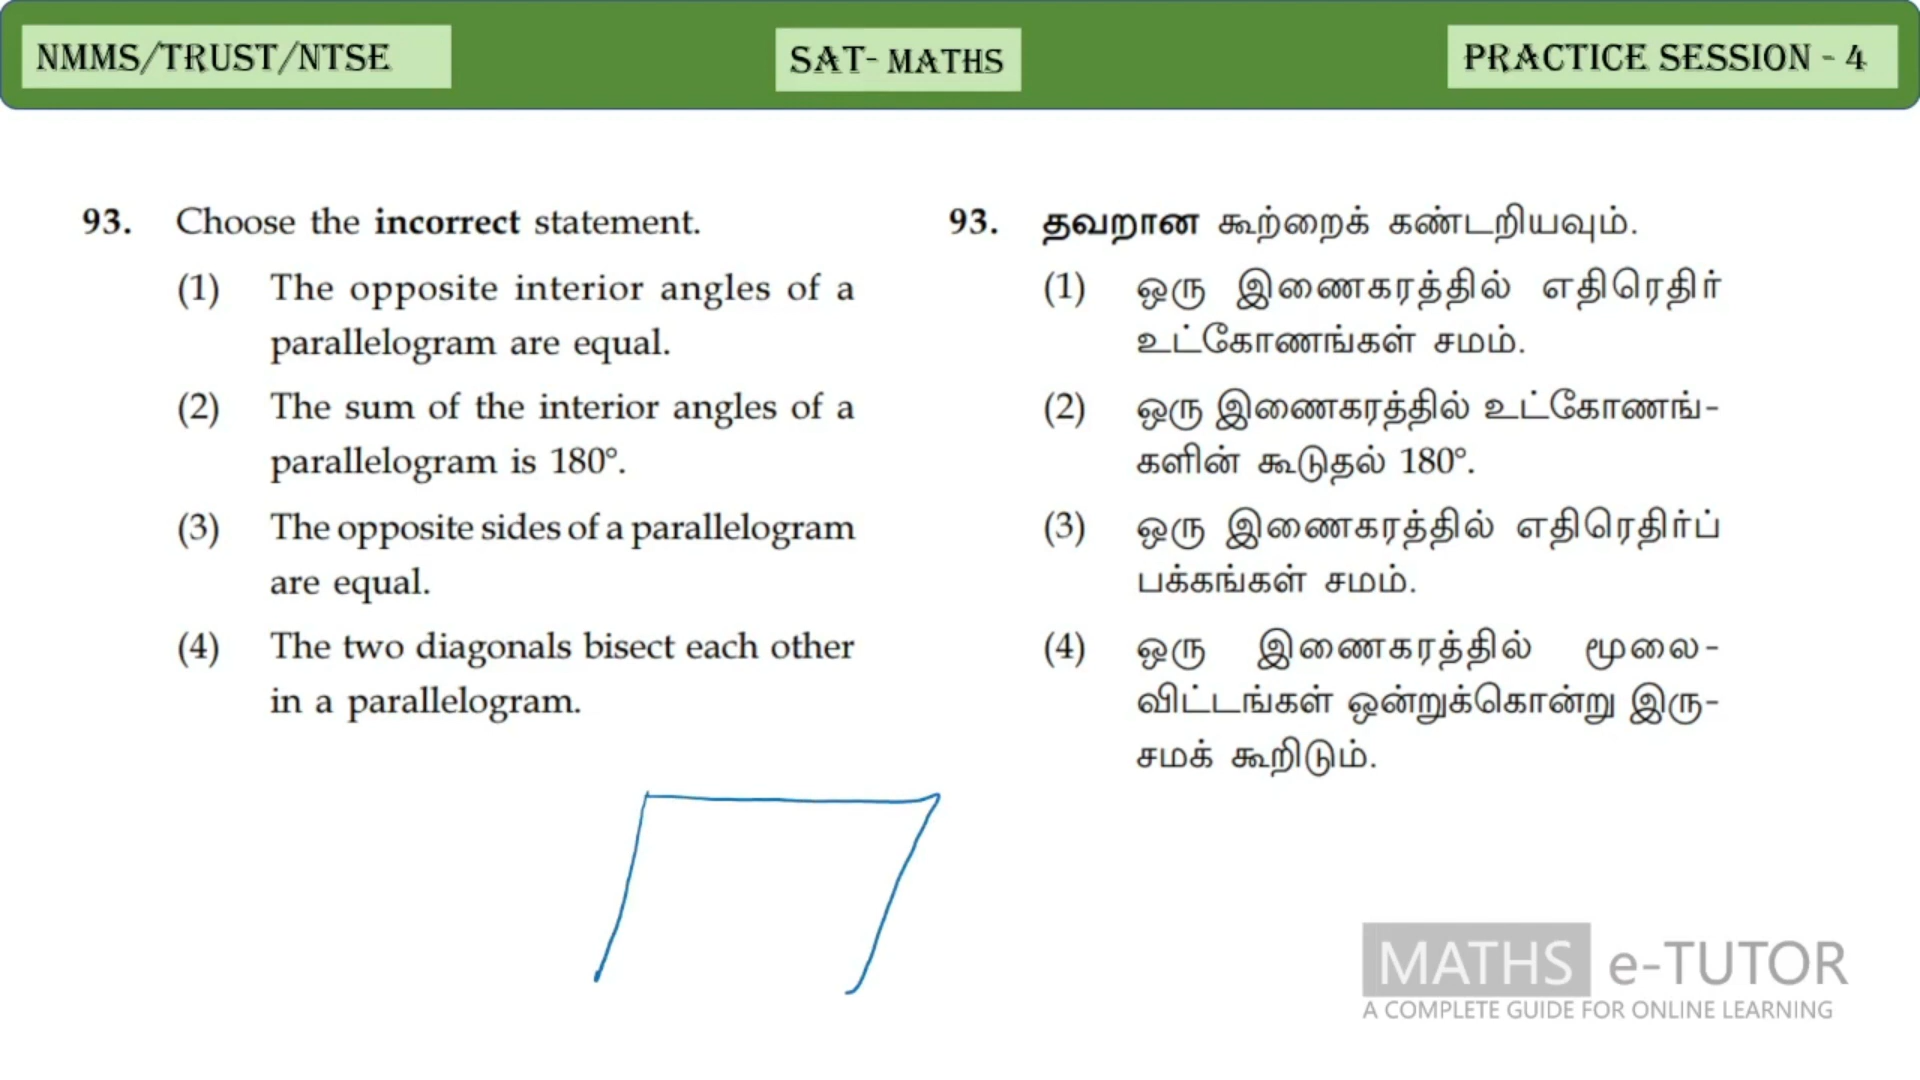 NMMS/TRUST/NTSE
SAT- MATHS
PRACTICE SESSION - 4
93. Choose the incorrect statement.
(1) The opposite interior angles of a
parallelogram are equal.
(2) The sum of the interior angles of a
parallelogram is 180°.
(3) The opposite sides of a parallelogram
are equal.
(4) The two diagonals bisect each other
in a parallelogram.
93. தவறான கூற்றைக் கண்டறியவும்.
(1) ஒரு இணைகரத்தில் எதிரெதிர்
உட்கோணங்கள் சமம்.
(2) ஒரு இணைகரத்தில் உட்கோணங்-
களின் கூடுதல் 180°.
(3) ஒரு இணைகரத்தில் எதிரெதிர்ப்
பக்கங்கள் சமம்.
(4) ஒரு இணைகரத்தில் மூலை-
விட்டங்கள் ஒன்றுக்கொன்று இரு-
சமக் கூறிடும்.
MATHS e-TUTOR
A COMPLETE GUIDE FOR ONLINE LEARNING